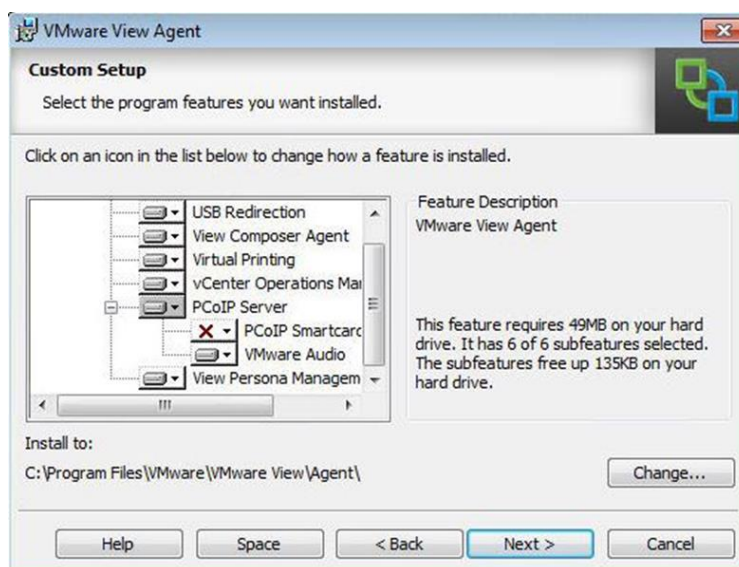 VMware View Agent
Custom Setup
Select the program features you want installed.
Click on an icon in the list below to change how a feature is installed.
USB Redirection
View Composer Agent
Virtual Printing
vCenter Operations Mar
PCoIP Server
PCoIP Smartcard
VMware Audio
View Persona Managem
Feature Description
VMware View Agent
This feature requires 49MB on your hard
drive. It has 6 of 6 subfeatures selected.
The subfeatures free up 135KB on your
hard drive.
Install to:
C:\Program Files\VMware\VMware View\Agent\
Change...
Help
Space
< Back
Next >
Cancel